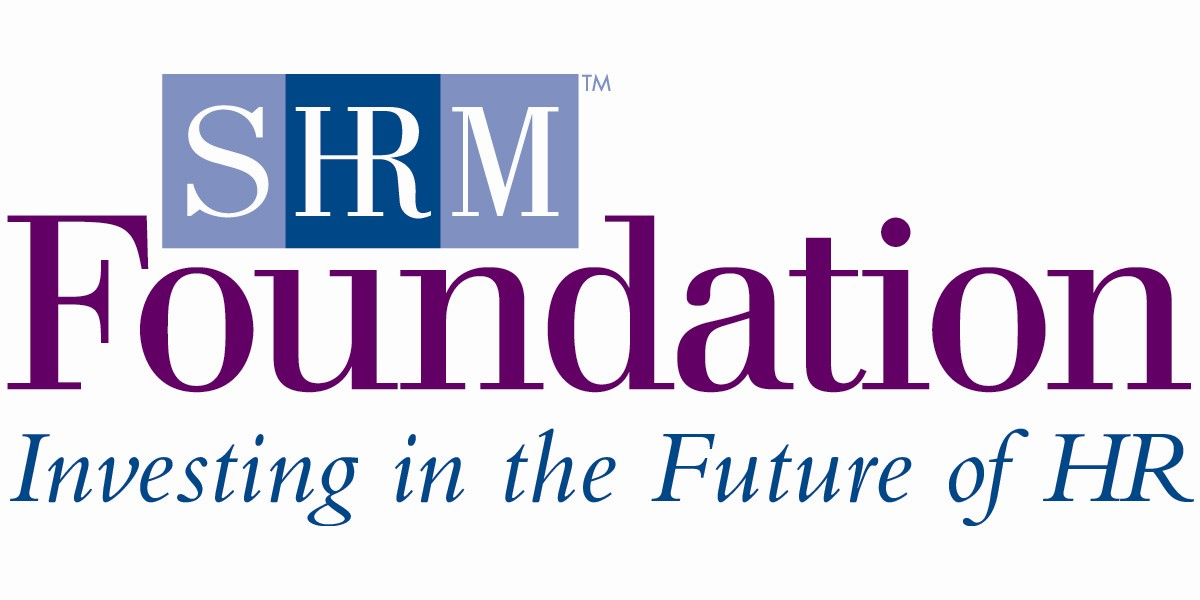 SHRM™
Foundation
Investing in the Future of HR